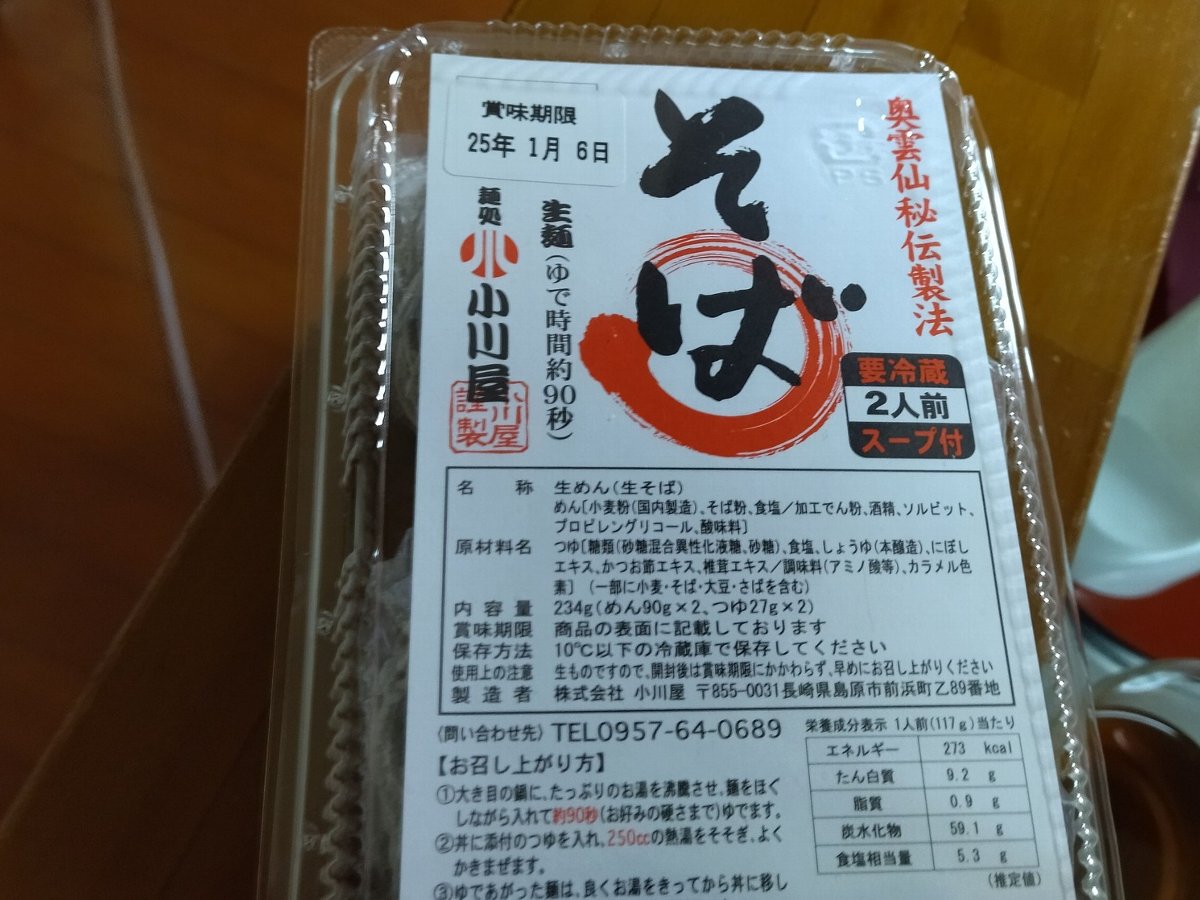 賞味期限
25年 1月 6日
そば
奥雲仙秘伝製法
麺処
小川屋
小川屋
謹製
生麺(ゆで時間約90秒)
要冷蔵
2人前
スープ付
名称 生めん(生そば)
めん[小麦粉(国内製造)、そば粉、食塩/加工でん粉、酒精、ソルビット、
プロピレングリコール、酸味料]
原材料名 つゆ[糖類(砂糖混合異性化液糖、砂糖)、食塩、しょうゆ(本醸造)、にぼし
エキス、かつお節エキス、椎茸エキス/調味料(アミノ酸等)、カラメル色
素] (一部に小麦・そば・大豆・さばを含む)
内容量 234g(めん90g×2、つゆ27g×2)
賞味期限 商品の表面に記載しております
保存方法 10℃以下の冷蔵庫で保存してください
使用上の注意 生ものですので、開封後は賞味期限にかかわらず、早めにお召し上がりください
製造者 株式会社 小川屋 〒855-0031長崎県島原市前浜町乙89番地
(問い合わせ先) TEL0957-64-0689
【お召し上がり方】
①大き目の鍋に、たっぷりのお湯を沸騰させ、麺をほぐ
しながら入れて約90秒(お好みの硬さまで)ゆでます。
②丼に添付のつゆを入れ、250ccの熱湯をそそぎ、よく
かきまぜます。
③ゆであがった麺は、良くお湯をきってから丼に移し
栄養成分表示 1人前(117g)当たり
エネルギー 273 kcal
たん白質 9.2 g
脂質 0.9 g
炭水化物 59.1 g
食塩相当量 5.3 g
(推定値)